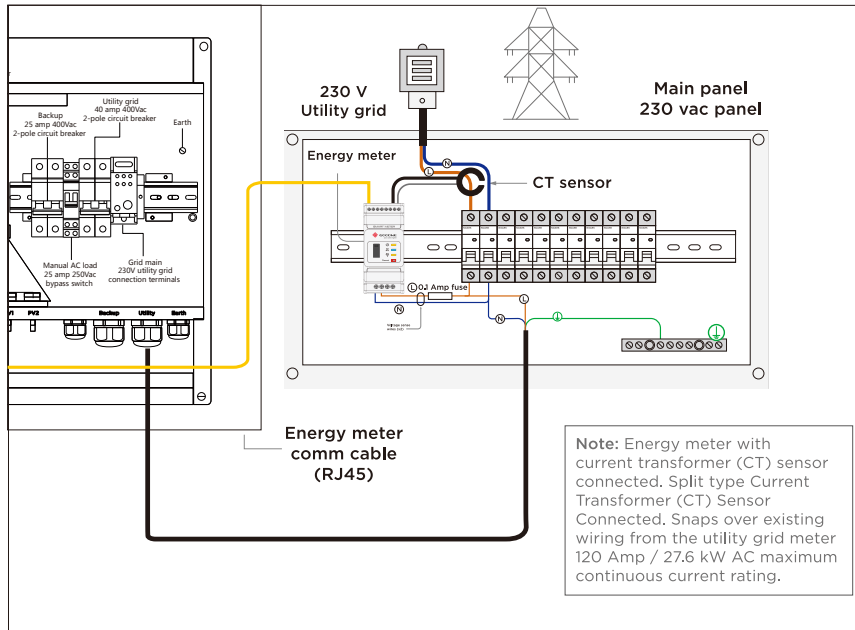 230 V
Utility grid
Main panel
230 vac panel
Utility grid
40 amp 400Vac
2-pole circuit breaker
Backup
25 amp 400Vac
2-pole circuit breaker
Earth
Energy meter
N
L
CT sensor
Manual AC load
25 amp 250Vac
bypass switch
Grid main
230V utility grid
connection terminals
GOODWE
L
0.1 Amp fuse
L
N
N
V1
PV2
Backup
Utility
Earth
Energy meter
comm cable
(RJ45)
Note: Energy meter with
current transformer (CT) sensor
connected. Split type Current
Transformer (CT) Sensor
Connected. Snaps over existing
wiring from the utility grid meter
120 Amp / 27.6 kW AC maximum
continuous current rating.